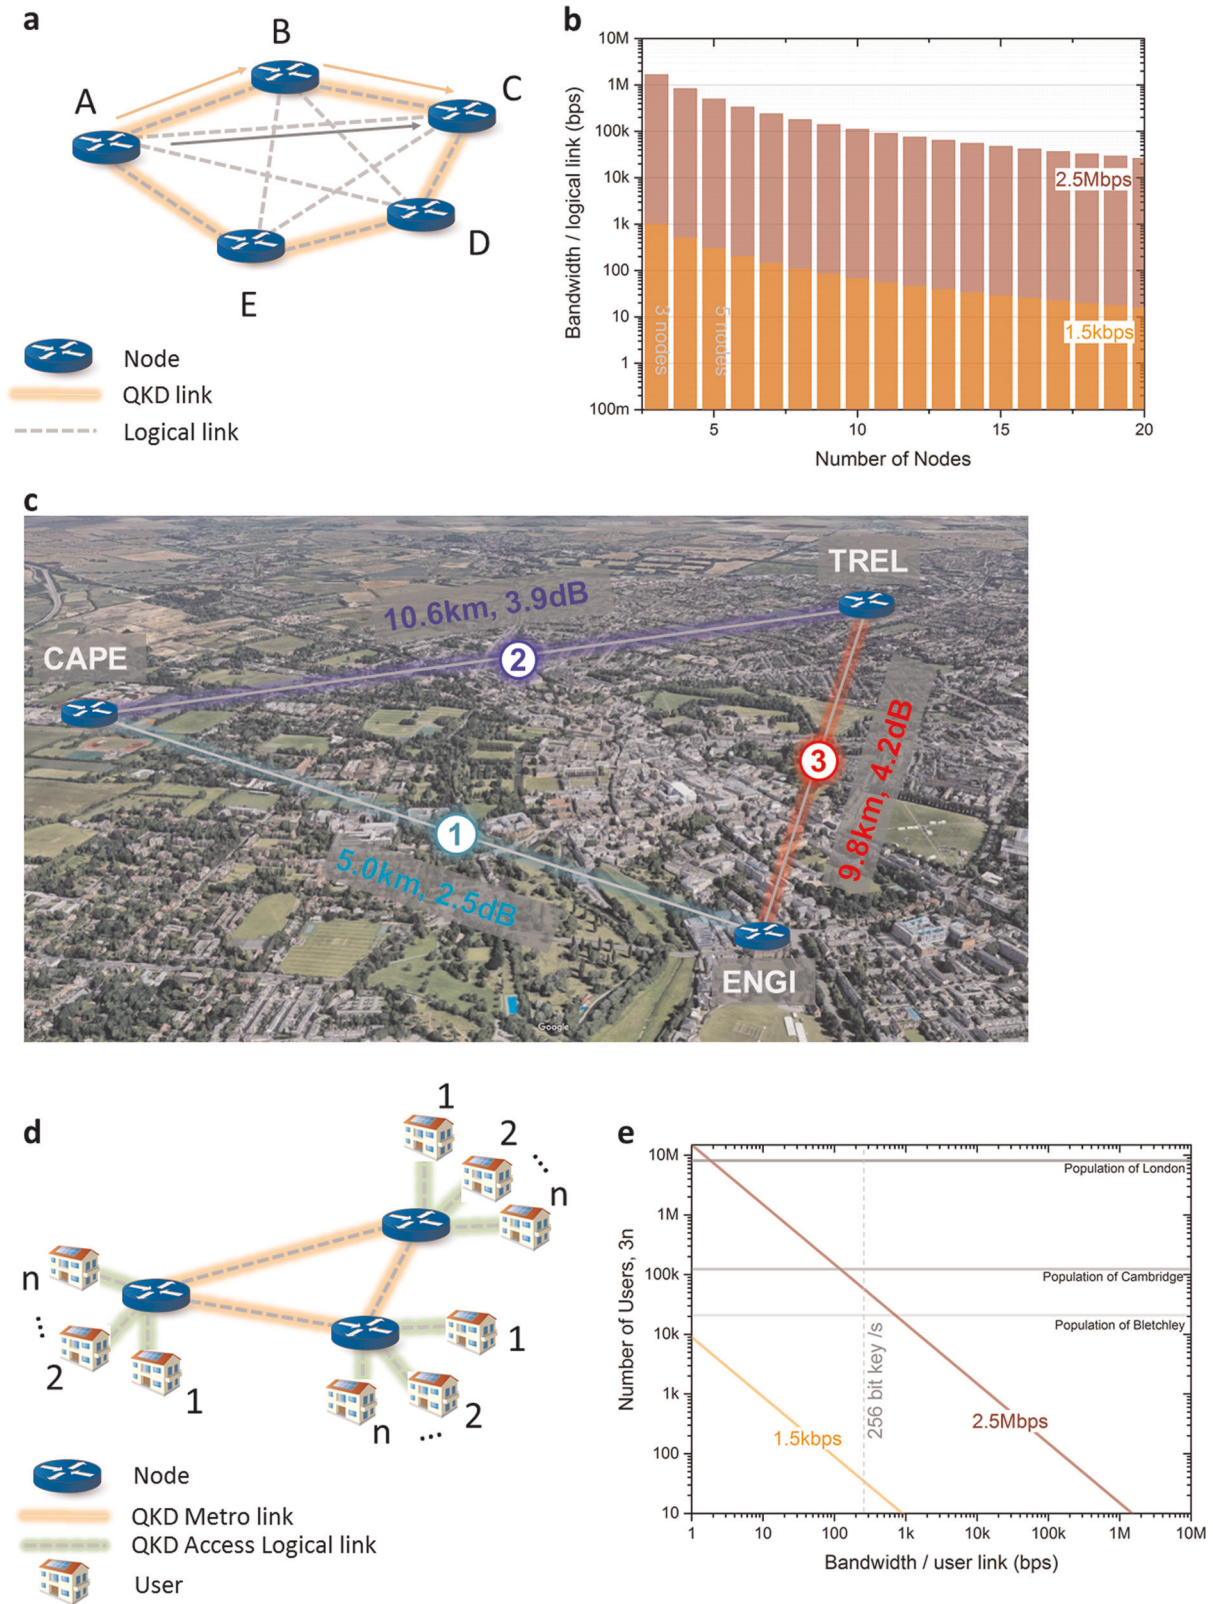 a
A
B
C
D
E
Node
QKD link
Logical link
b
Bandwidth / logical link (bps)
10M
1M
100k
10k
1k
100
10
1
100m
3 nodes
5 nodes
2.5Mbps
1.5kbps
5
10
15
20
Number of Nodes
c
TREL
10.6km, 3.9dB
CAPE
2
3
9.8km, 4.2dB
1
5.0km, 2.5dB
ENGI
Google
d
1
2
...
n
n
...
2
1
1
2
...
n
Node
QKD Metro link
QKD Access Logical link
User
e
Number of Users, 3n
10M
1M
100k
10k
1k
100
10
Population of London
Population of Cambridge
Population of Bletchley
256 bit key /s
2.5Mbps
1.5kbps
1
10
100
1k
10k
100k
1M
10M
Bandwidth / user link (bps)